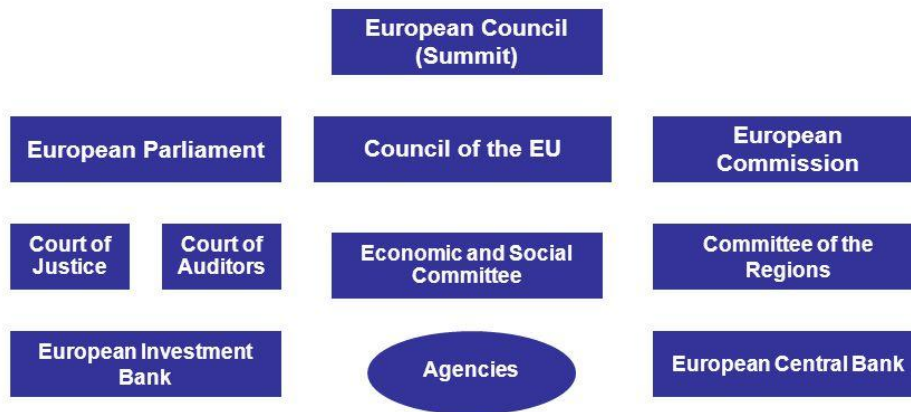 European Council
(Summit)
European Parliament
Council of the EU
European
Commission
Court of
Justice
Court of
Auditors
Economic and Social
Committee
Committee of the
Regions
European Investment
Bank
Agencies
European Central Bank